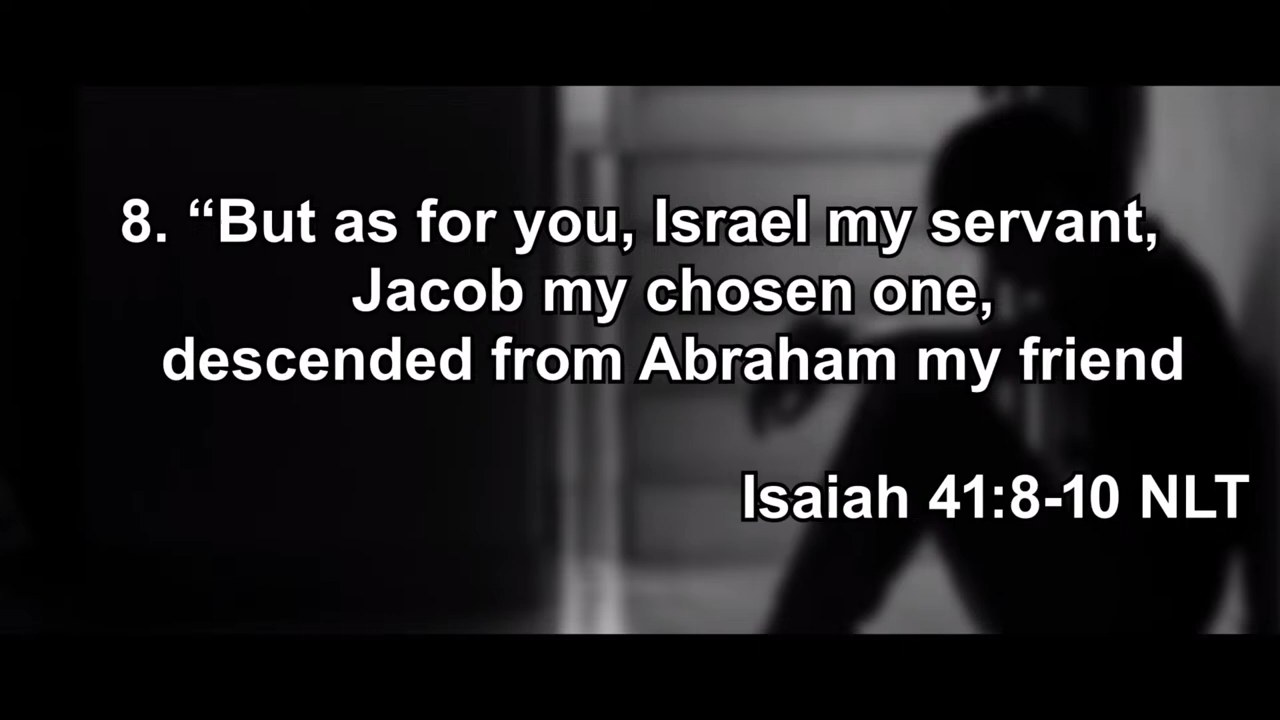 8. “But as for you, Israel my servant,
Jacob my chosen one,
descended from Abraham my friend
Isaiah 41:8-10 NLT